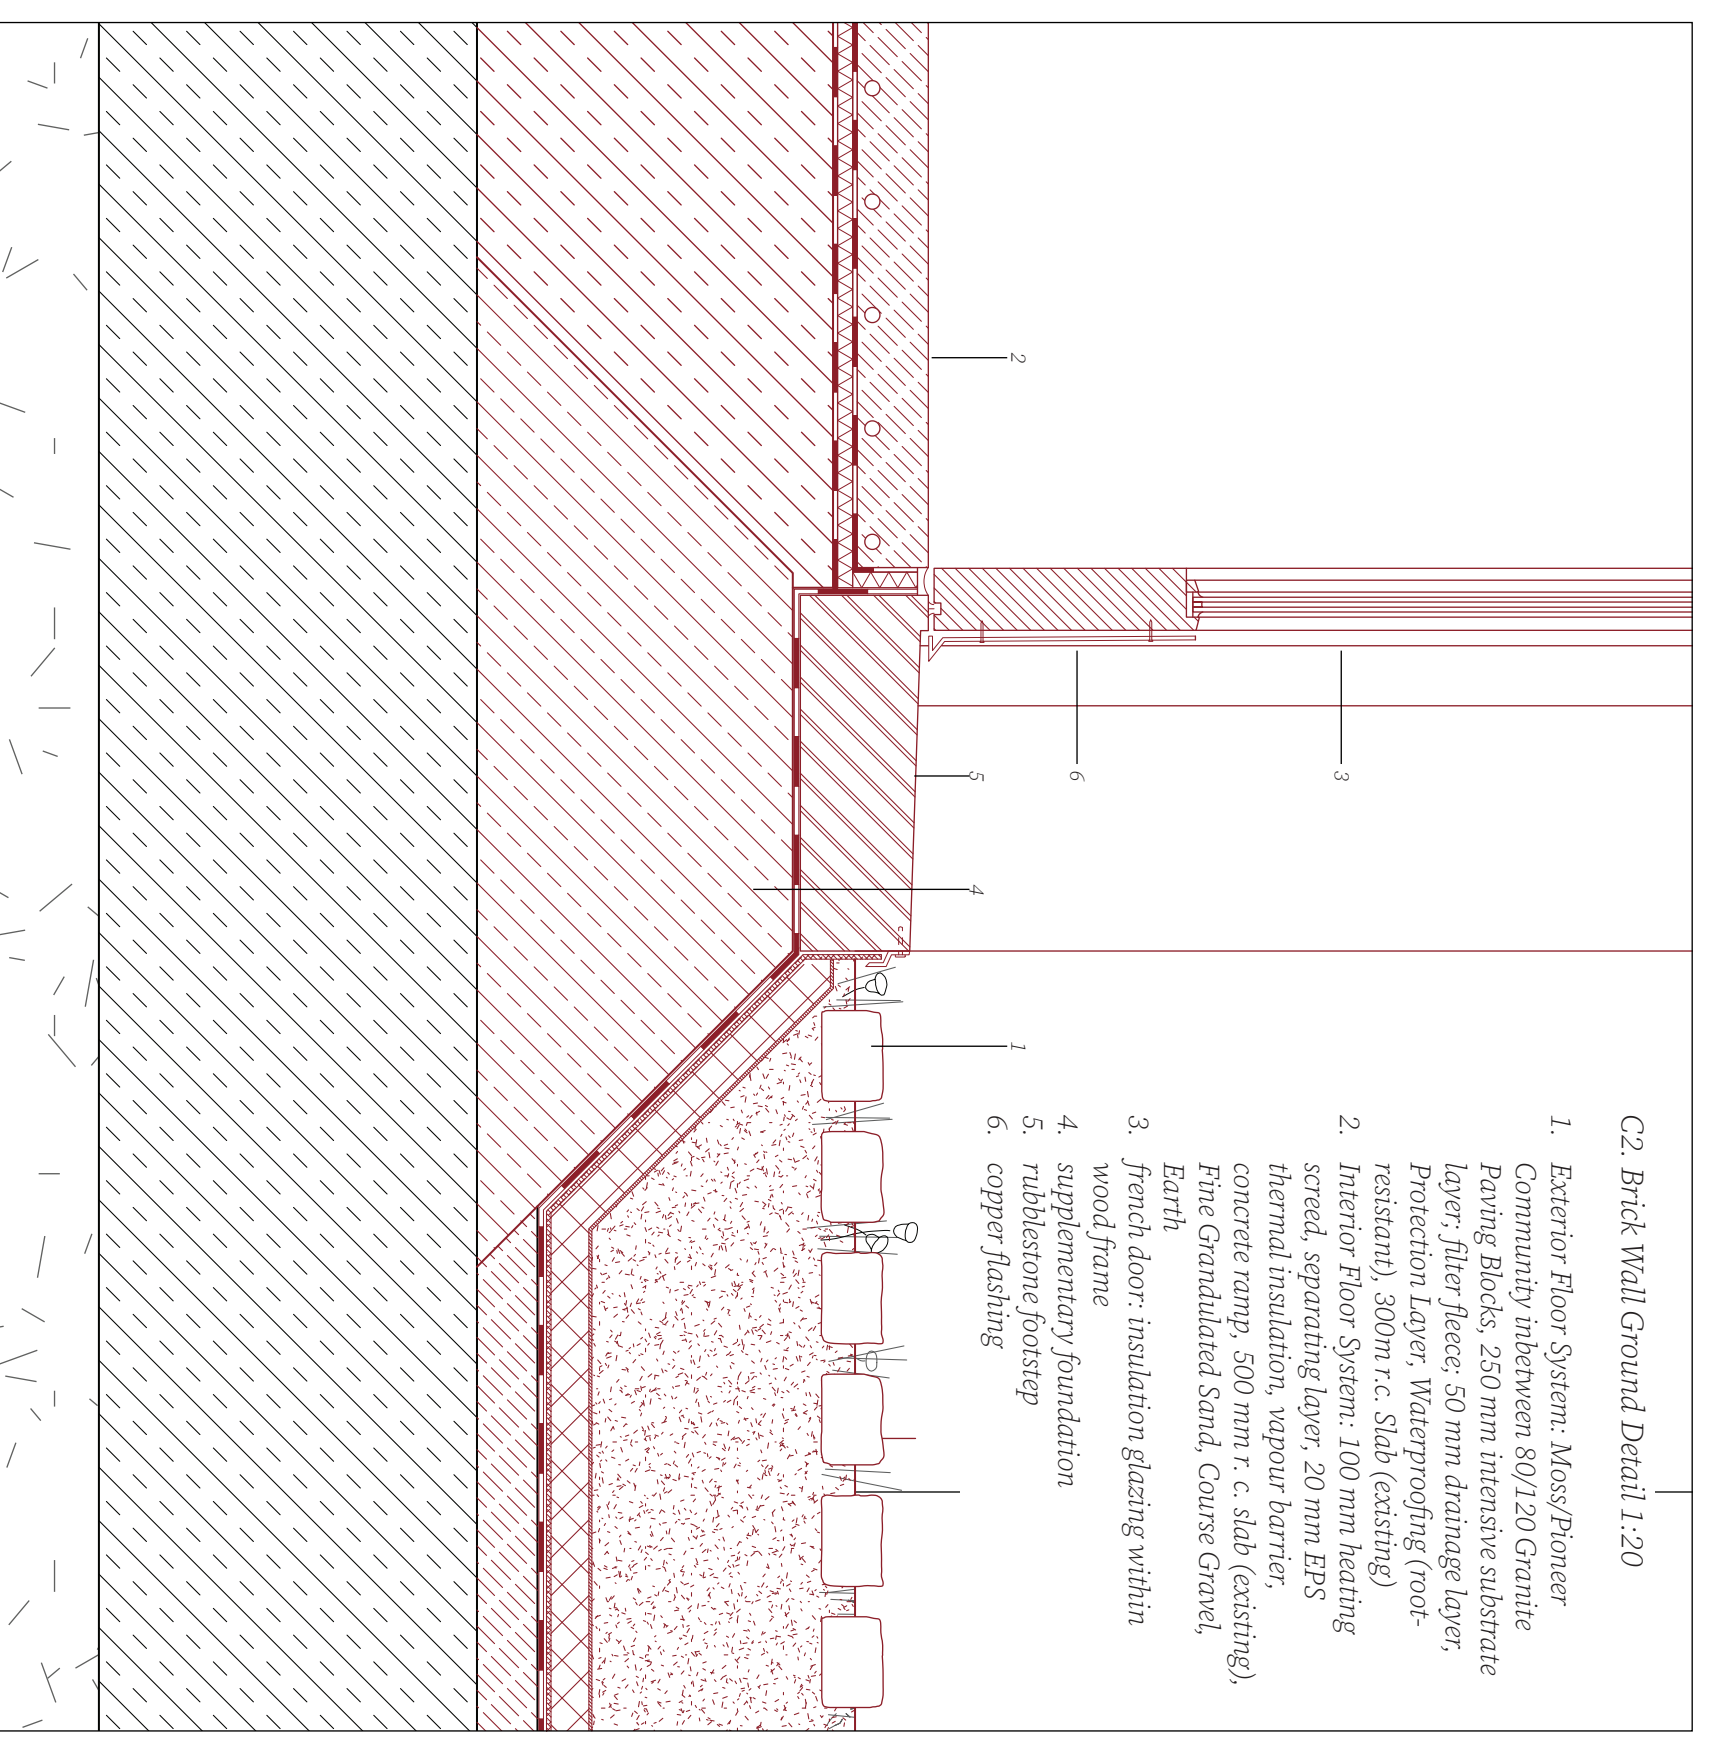 C2. Brick Wall Ground Detail 1:20
1. Exterior Floor System: Moss/Pioneer
Community inbetween 80/120 Granite
Paving Blocks, 250 mm intensive substrate
layer; filter fleece; 50 mm drainage layer,
Protection Layer, Waterproofing (root-
resistant), 300m r.c. Slab (existing)
2. Interior Floor System: 100 mm heating
screed, separating layer, 20 mm EPS
thermal insulation, vapour barrier,
concrete ramp, 500 mm r. c. slab (existing),
Fine Grandulated Sand, Course Gravel,
Earth
3. french door: insulation glazing within
wood frame
4. supplementary foundation
5. rubblestone footstep
6. copper flashing
3
6
2
5
4
1